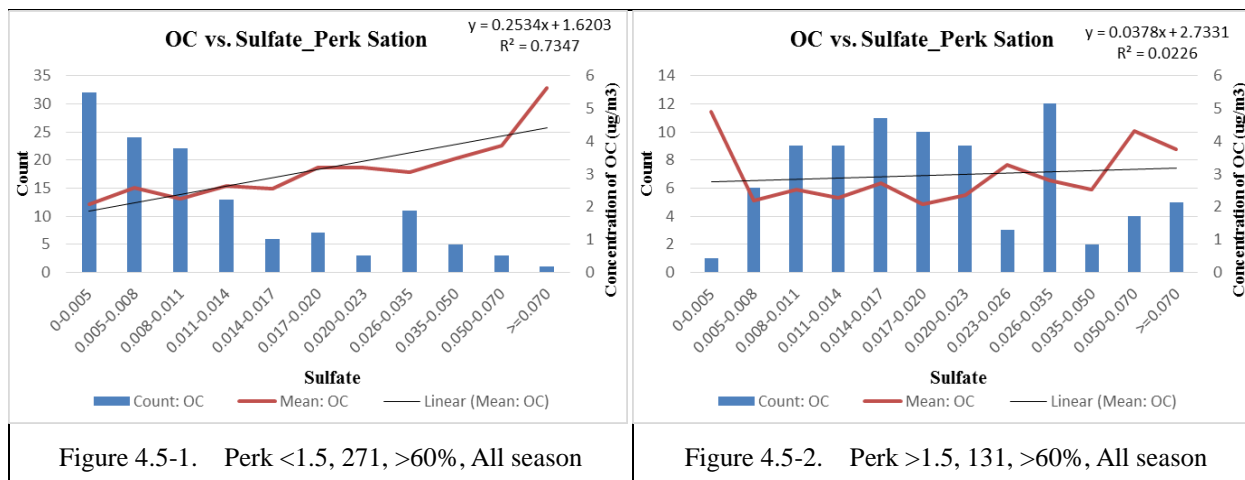 OC vs. Sulfate_Perk Sation
y = 0.2534x + 1.6203
R² = 0.7347
Count
35
30
25
20
15
10
5
0
6
5
4
3
2
1
0
Concentration of OC (ug/m3)
0-0.005
0.005-0.008
0.008-0.011
0.011-0.014
0.014-0.017
0.017-0.020
0.020-0.023
0.026-0.035
0.035-0.050
0.050-0.070
>=0.070
Sulfate
Count: OC
Mean: OC
Linear (Mean: OC)
Figure 4.5-1. Perk <1.5, 271, >60%, All season
OC vs. Sulfate_Perk Sation
y = 0.0378x + 2.7331
R² = 0.0226
Count
14
12
10
8
6
4
2
0
6
5
4
3
2
1
0
Concentration of OC (ug/m3)
0-0.005
0.005-0.008
0.008-0.011
0.011-0.014
0.014-0.017
0.017-0.020
0.020-0.023
0.023-0.026
0.026-0.035
0.035-0.050
0.050-0.070
>=0.070
Sulfate
Count: OC
Mean: OC
Linear (Mean: OC)
Figure 4.5-2. Perk >1.5, 131, >60%, All season